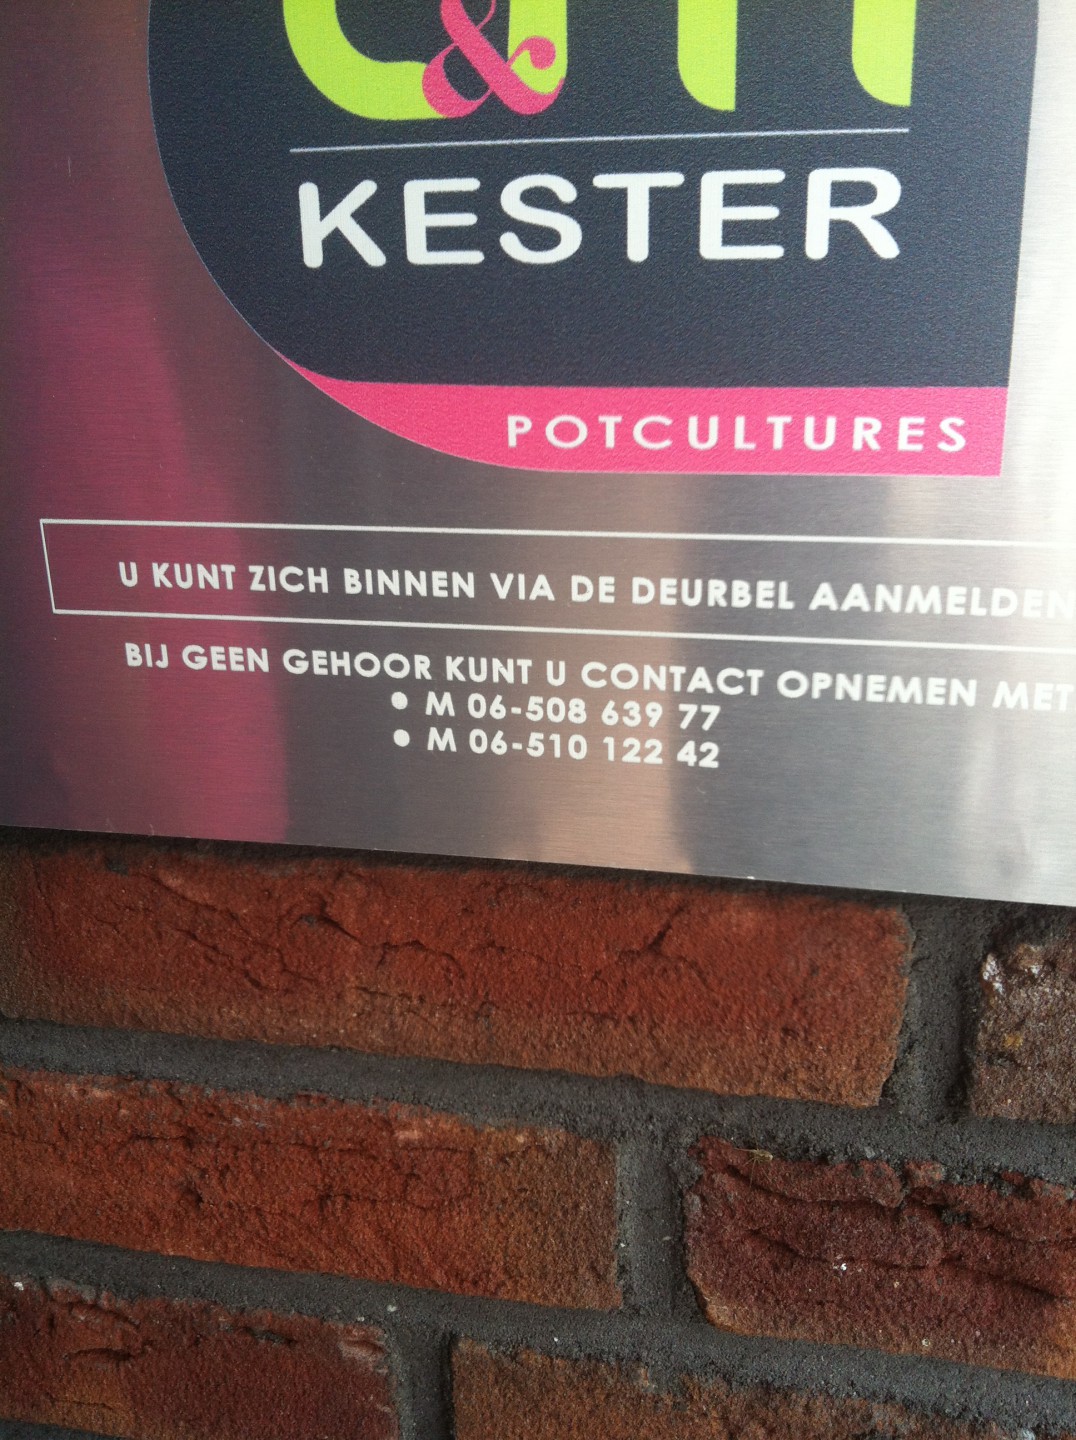 &
KESTER
POTCULTURES
U KUNT ZICH BINNEN VIA DE DEURBEL AANMELDEN
BIJ GEEN GEHOOR KUNT U CONTACT OPNEMEN MET
• M 06-508 639 77
• M 06-510 122 42